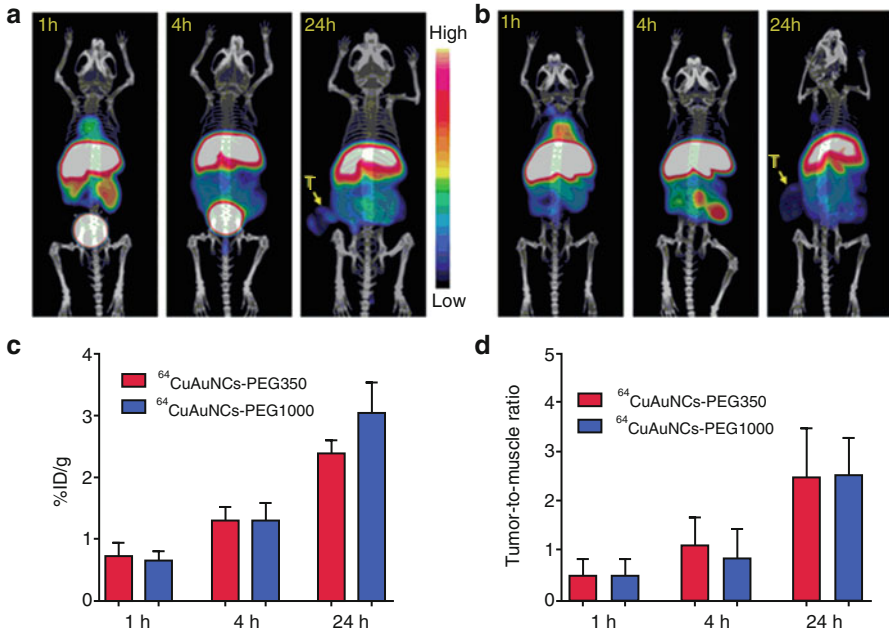 a
1h
4h
24h
T
High
Low
b
1h
4h
24h
T
c
4
3
2
1
0
%ID/g
64CuAuNCs-PEG350
64CuAuNCs-PEG1000
1 h
4 h
24 h
d
5
4
3
2
1
0
Tumor-to-muscle ratio
64CuAuNCs-PEG350
64CuAuNCs-PEG1000
1 h
4 h
24 h